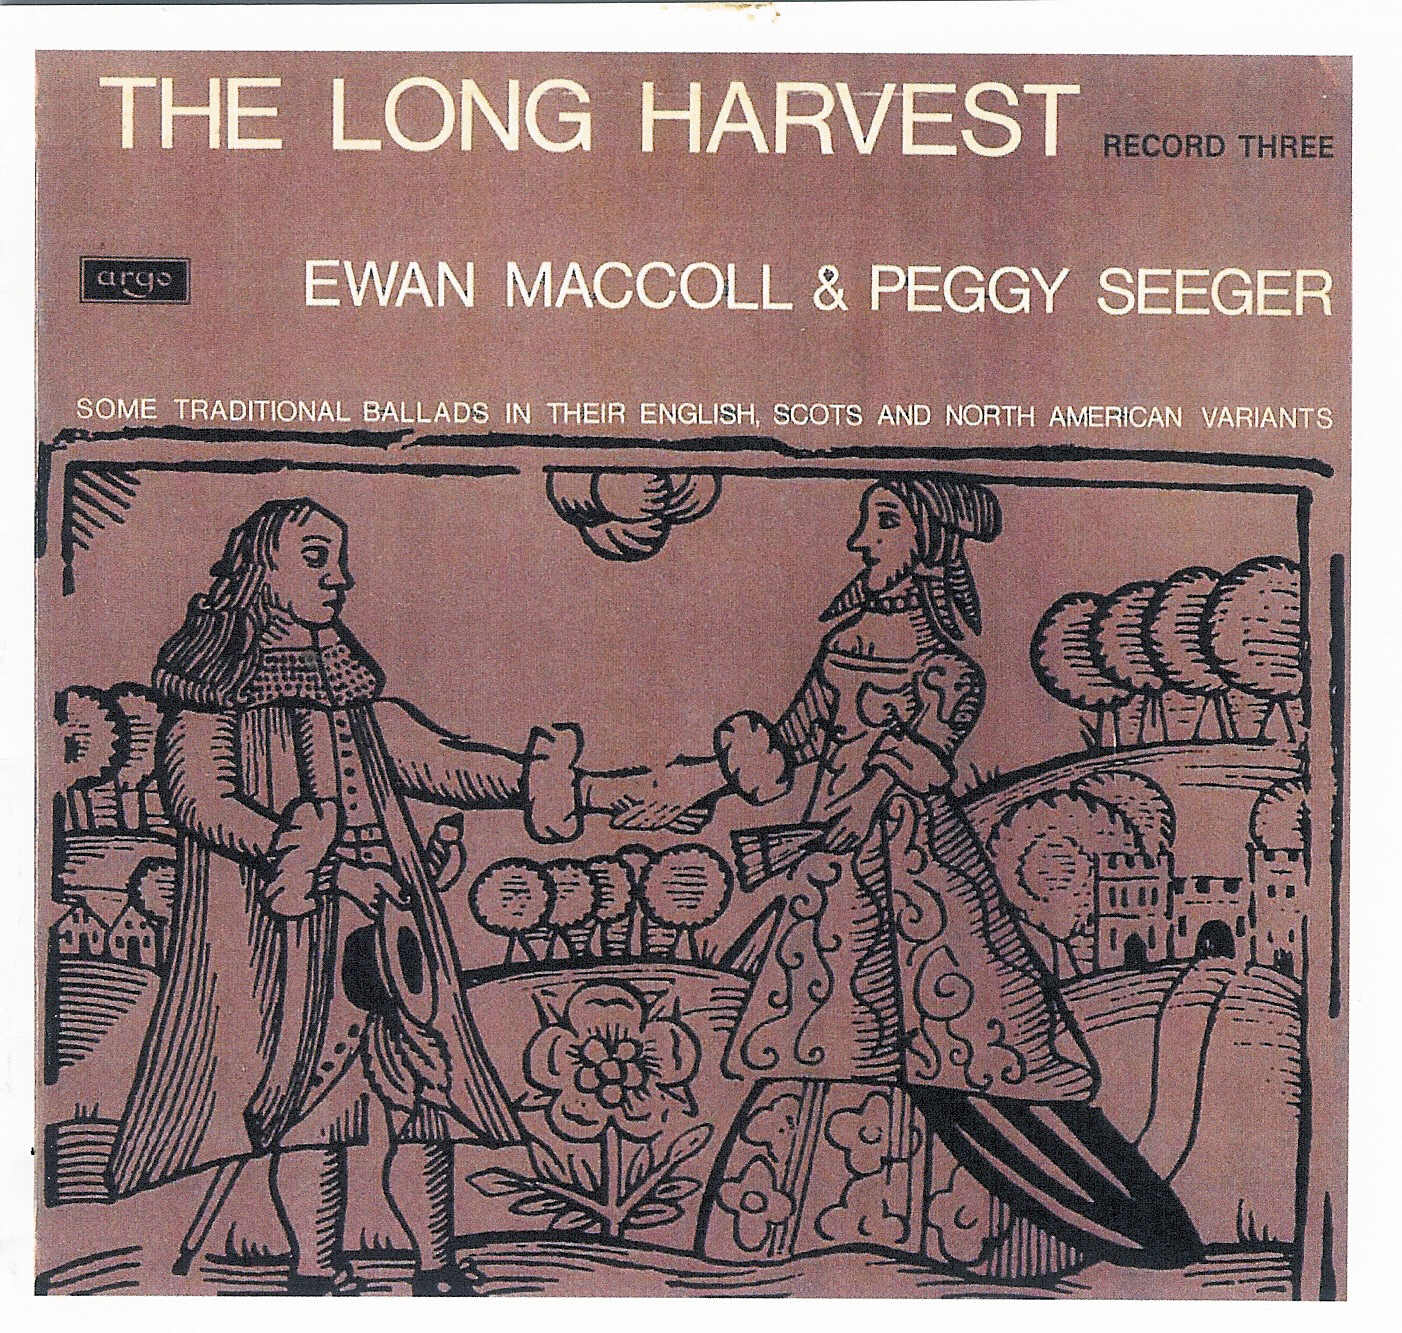 THE LONG HARVEST RECORD THREE
argo
EWAN MACCOLL & PEGGY SEEGER
SOME TRADITIONAL BALLADS IN THEIR ENGLISH, SCOTS AND NORTH AMERICAN VARIANTS